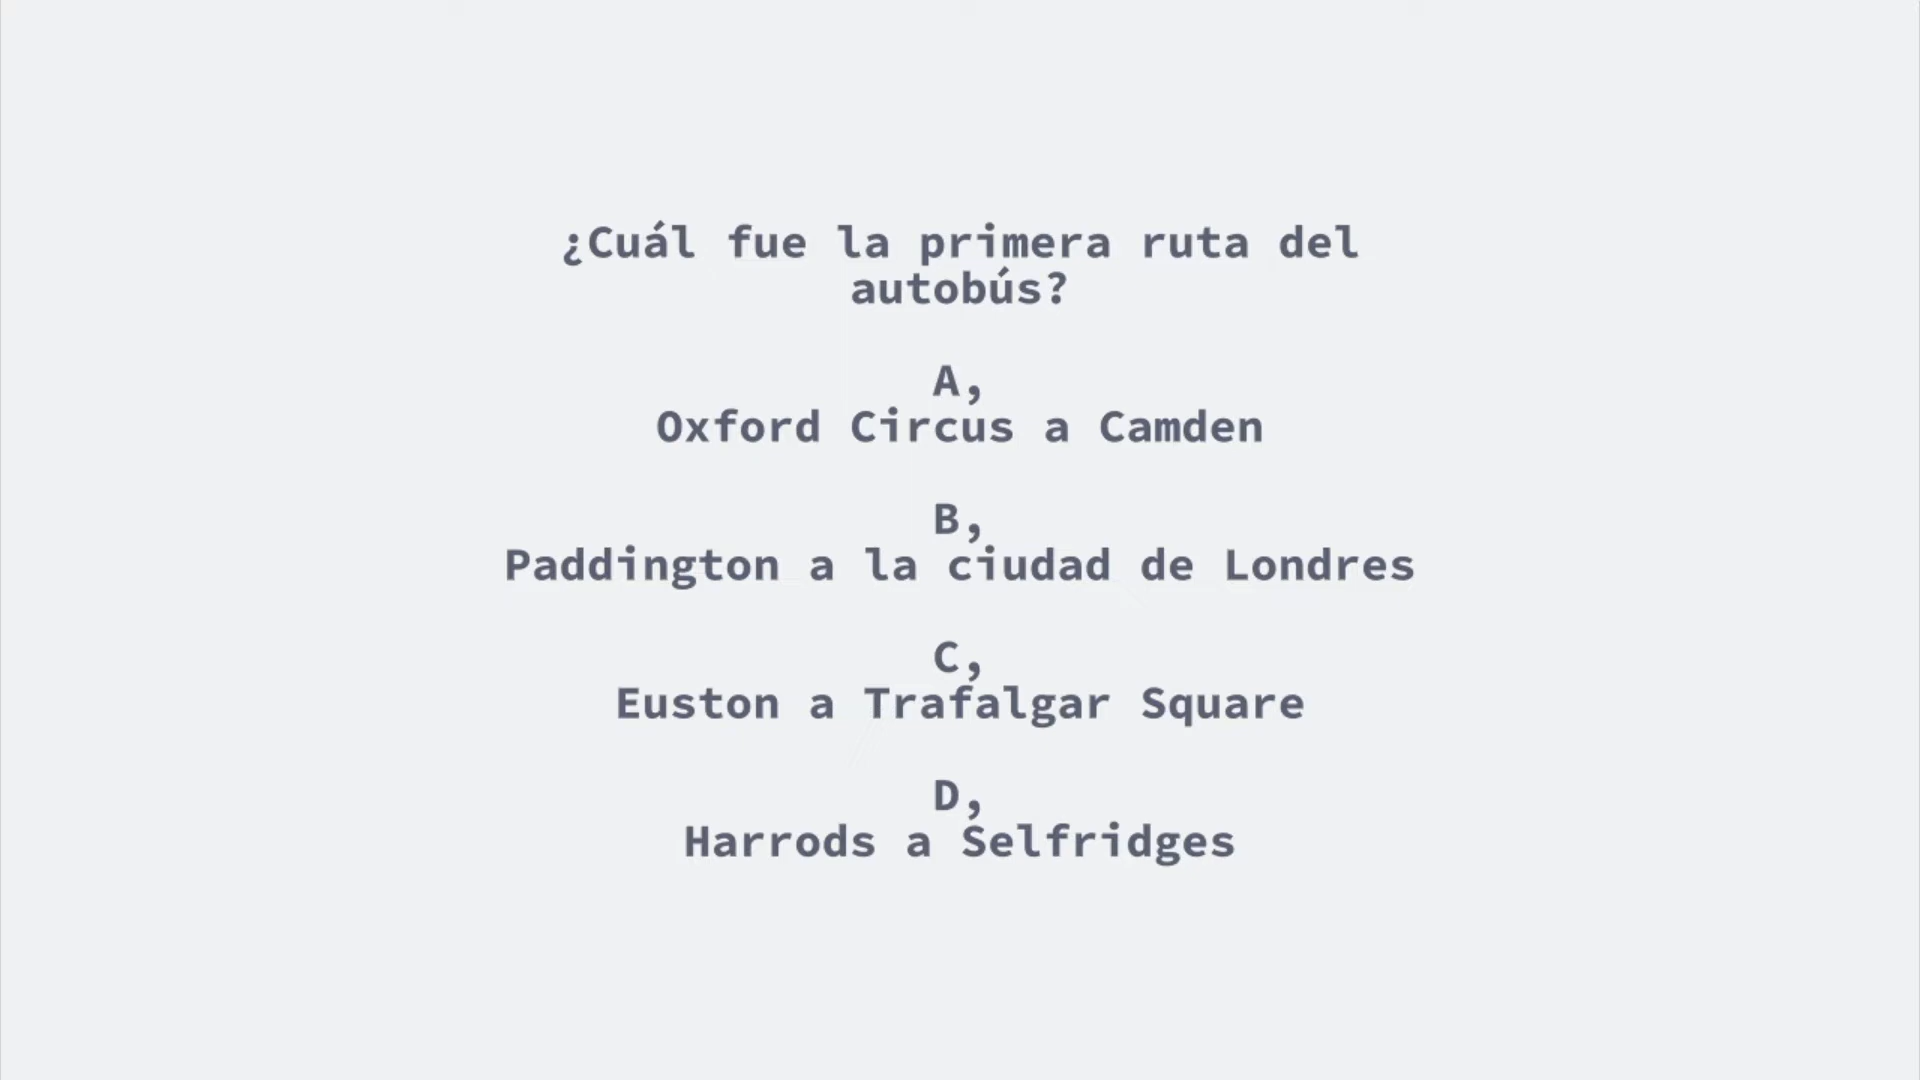 ¿Cuál fue la primera ruta del
autobús?
A,
Oxford Circus a Camden
B,
Paddington a la ciudad de Londres
C,
Euston a Trafalgar Square
D,
Harrods a Selfridges